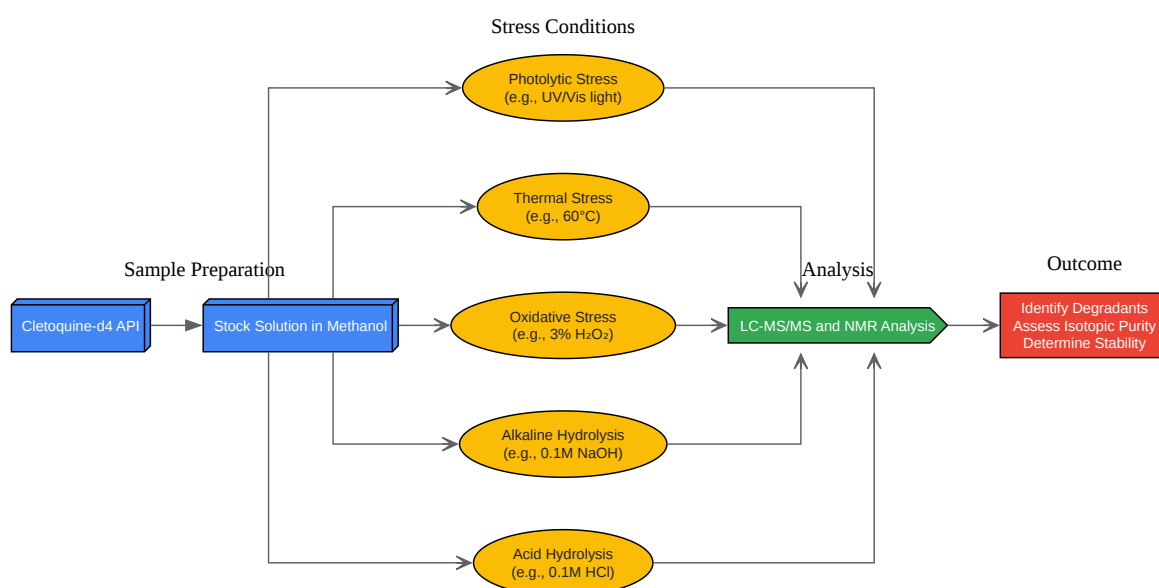 Stress Conditions
Photolytic Stress
(e.g., UV/Vis light)
Thermal Stress
(e.g., 60°C)
Sample Preparation
Analysis
Outcome
Cletoquine-d4 API
Stock Solution in Methanol
Oxidative Stress
(e.g., 3% H₂O₂)
LC-MS/MS and NMR Analysis
Identify Degradants
Assess Isotopic Purity
Determine Stability
Alkaline Hydrolysis
(e.g., 0.1M NaOH)
Acid Hydrolysis
(e.g., 0.1M HCl)